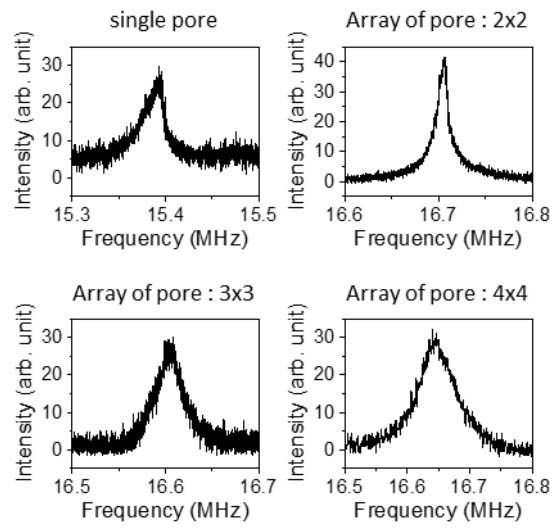 single pore
Intensity (arb. unit)
30
20
10
0
15.3 15.4 15.5
Frequency (MHz)
Array of pore : 2x2
Intensity (arb. unit)
40
30
20
10
0
16.6 16.7 16.8
Frequency (MHz)
Array of pore : 3x3
Intensity (arb. unit)
30
20
10
0
16.5 16.6 16.7
Frequency (MHz)
Array of pore : 4x4
Intensity (arb. unit)
30
20
10
0
16.5 16.6 16.7 16.8
Frequency (MHz)